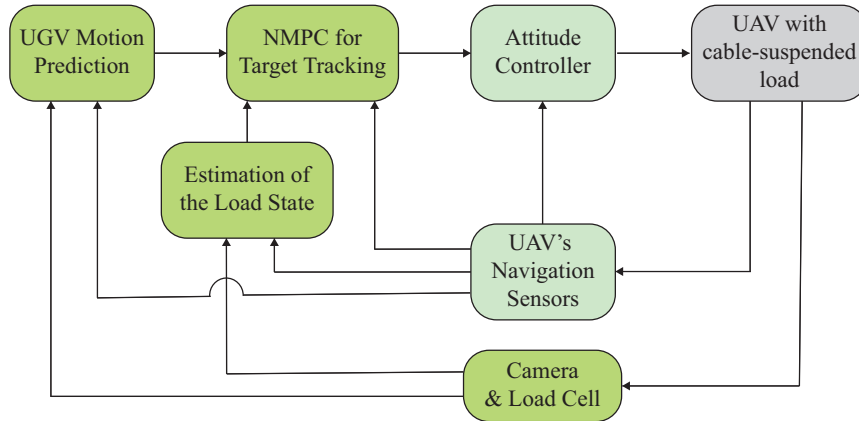 UGV Motion
Prediction
NMPC for
Target Tracking
Attitude
Controller
UAV with
cable-suspended
load
Estimation of
the Load State
UAV’s
Navigation
Sensors
Camera
& Load Cell